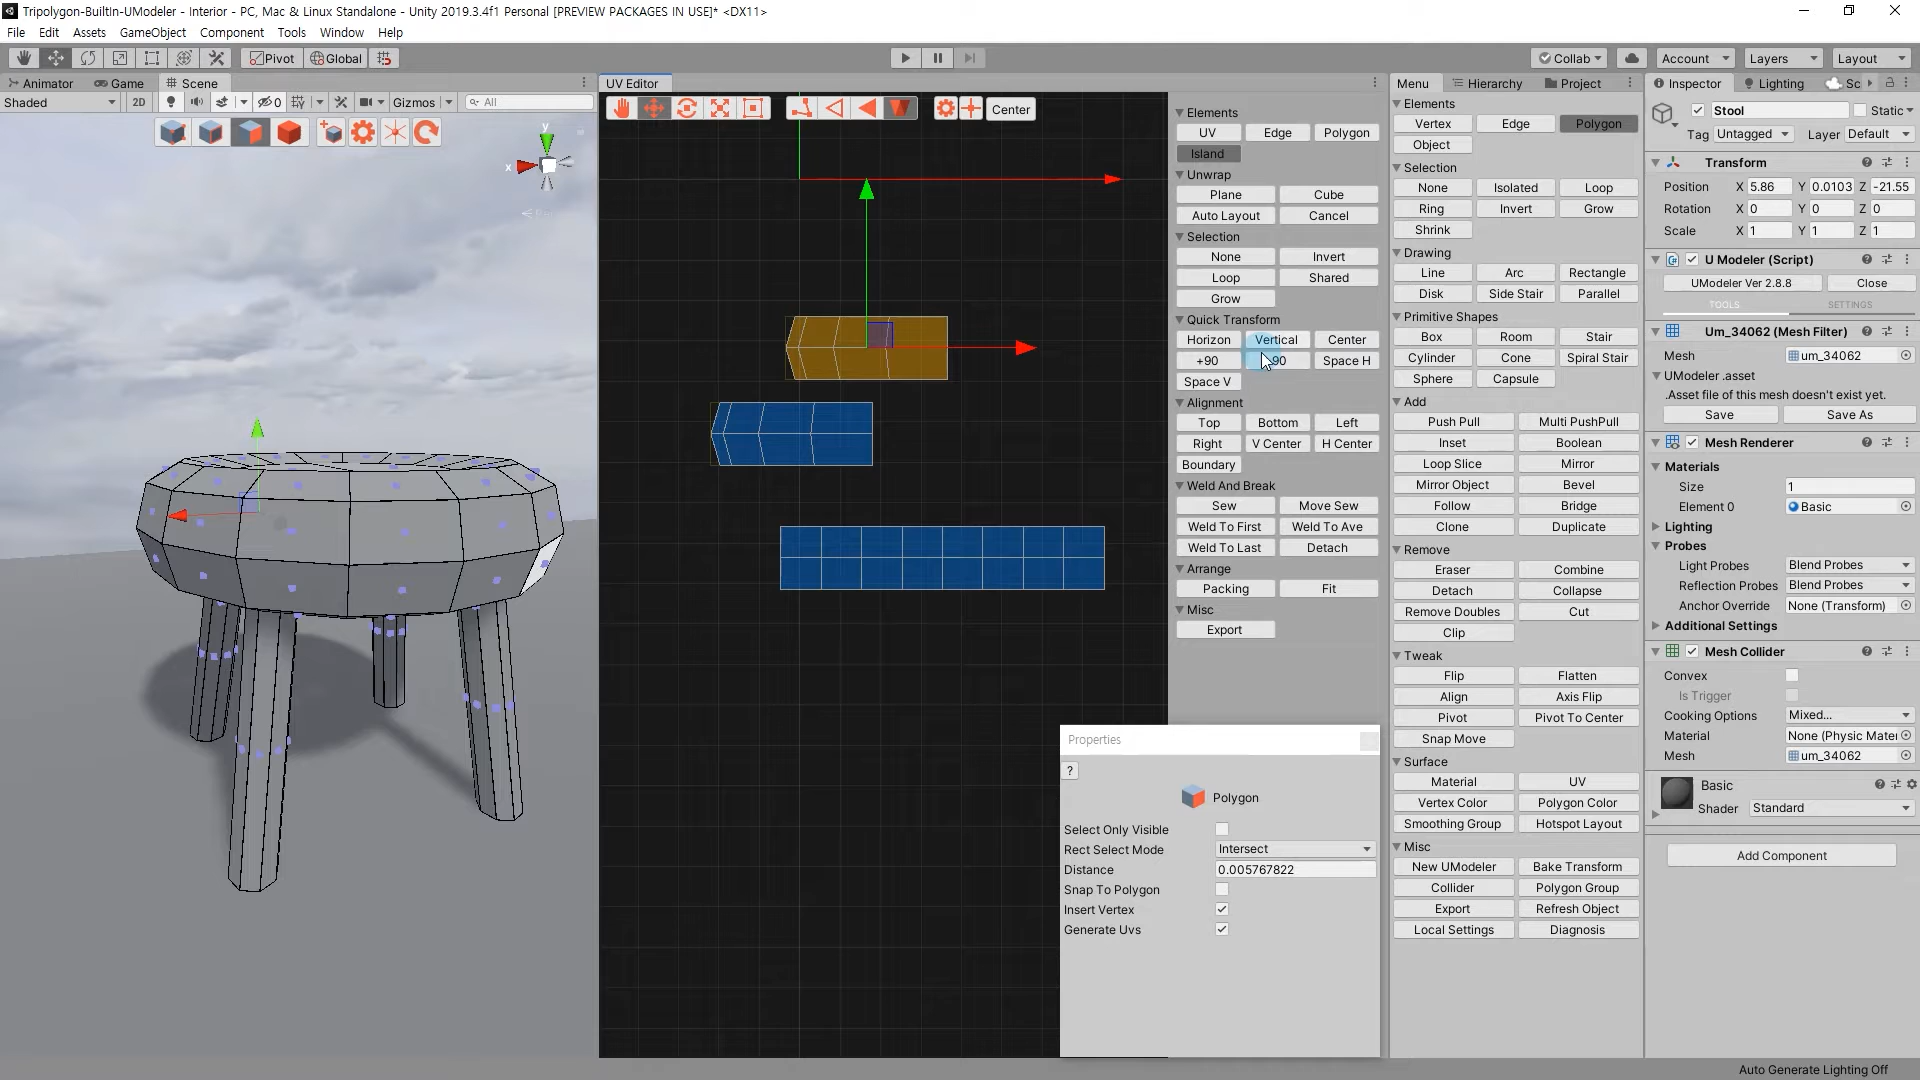 Tripolygon-BuiltIn-UModeler - Interior - PC, Mac & Linux Standalone - Unity 2019.3.4f1 Personal [PREVIEW PACKAGES IN USE]* <DX11>
File Edit Assets GameObject Component Tools Window Help
Pivot Global Collab Account Layers Layout
Animator Game Scene UV Editor Menu Hierarchy Project Inspector Lighting Sc
Shaded 2D 0 Gizmos All
Center
y
x
Elements
UV Edge Polygon
Island
Unwrap
Plane Cube
Auto Layout Cancel
Selection
None Invert
Loop Shared
Grow
Quick Transform
Horizon Vertical Center
+90 90 Space H
Space V
Alignment
Top Bottom Left
Right V Center H Center
Boundary
Weld And Break
Sew Move Sew
Weld To First Weld To Ave
Weld To Last Detach
Arrange
Packing Fit
Misc
Export
Properties
?
Polygon
Select Only Visible
Rect Select Mode Intersect
Distance 0.005767822
Snap To Polygon
Insert Vertex
Generate Uvs
Elements
Vertex Edge Polygon
Object
Selection
None Isolated Loop
Ring Invert Grow
Shrink
Drawing
Line Arc Rectangle
Disk Side Stair Parallel
Primitive Shapes
Box Room Stair
Cylinder Cone Spiral Stair
Sphere Capsule
Add
Push Pull Multi PushPull
Inset Boolean
Loop Slice Mirror
Mirror Object Bevel
Follow Bridge
Clone Duplicate
Remove
Eraser Combine
Detach Collapse
Remove Doubles Cut
Clip
Tweak
Flip Flatten
Align Axis Flip
Pivot Pivot To Center
Snap Move
Surface
Material UV
Vertex Color Polygon Color
Smoothing Group Hotspot Layout
Misc
New UModeler Bake Transform
Collider Polygon Group
Export Refresh Object
Local Settings Diagnosis
Stool Static
Tag Untagged Layer Default
Transform
Position X 5.86 Y 0.0103 Z -21.55
Rotation X 0 Y 0 Z 0
Scale X 1 Y 1 Z 1
U Modeler (Script)
UModeler Ver 2.8.8 Close
TOOLS SETTINGS
Um_34062 (Mesh Filter)
Mesh um_34062
UModeler .asset
.Asset file of this mesh doesn't exist yet.
Save Save As
Mesh Renderer
Materials
Size 1
Element 0 Basic
Lighting
Probes
Light Probes Blend Probes
Reflection Probes Blend Probes
Anchor Override None (Transform)
Additional Settings
Mesh Collider
Convex
Is Trigger
Cooking Options Mixed...
Material None (Physic Mater
Mesh um_34062
Basic
Shader Standard
Add Component
Auto Generate Lighting Off